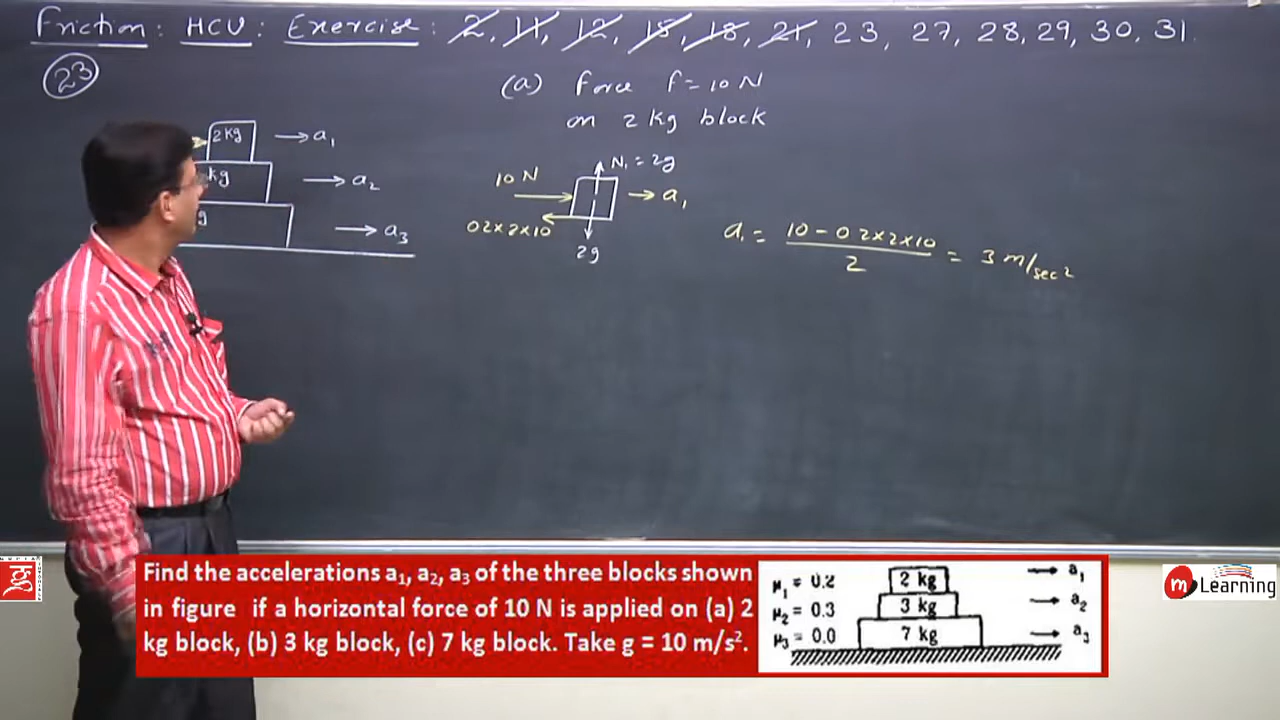 Friction : HCV : Exercise : 2, 11, 12, 15, 18, 21, 23, 27, 28, 29, 30, 31.
23
(a) Force f = 10 N
on 2 kg block
2 kg → a1
kg → a2
g → a3
N1 = 2g
10 N
→ a1
02×2×10
2g
a1 = 10 - 02×2×10 / 2 = 3 m/sec2
Find the accelerations a1, a2, a3 of the three blocks shown
in figure if a horizontal force of 10 N is applied on (a) 2
kg block, (b) 3 kg block, (c) 7 kg block. Take g = 10 m/s2.
μ1 = 0.2
μ2 = 0.3
μ3 = 0.0
2 kg
3 kg
7 kg
a1
a2
a3
m Learning